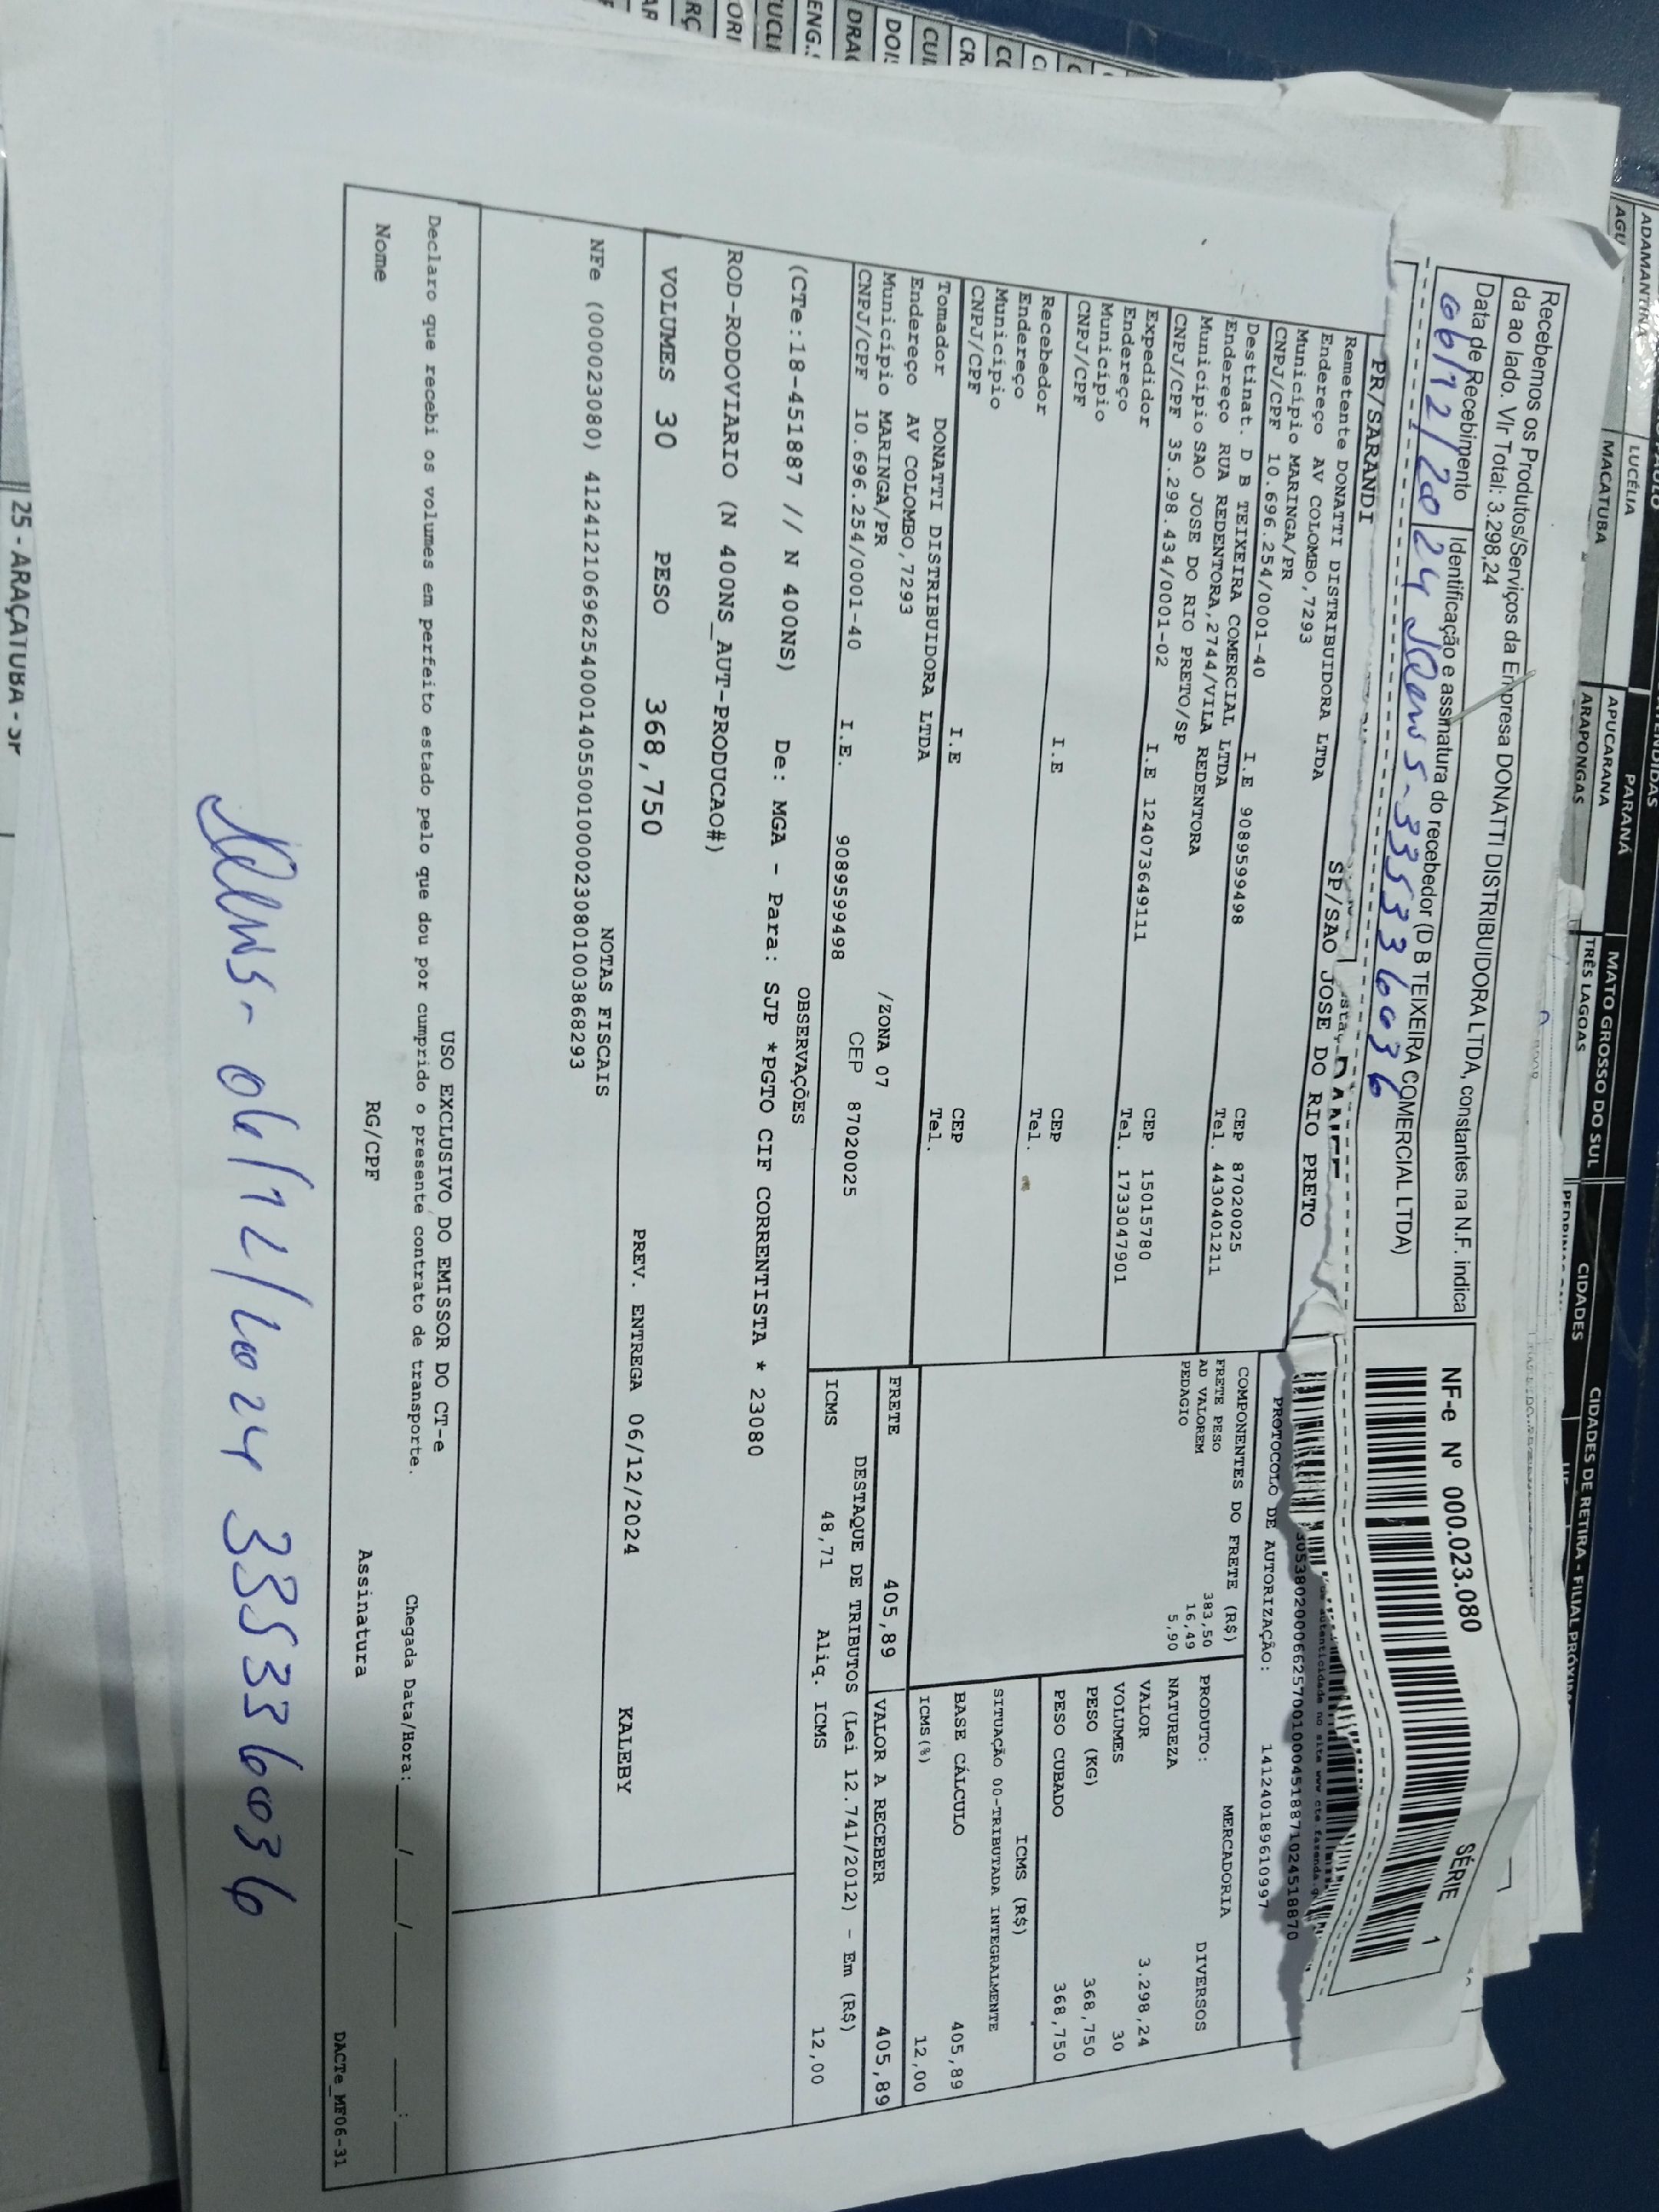 ADAMANTINA
LUCÉLIA
MACATUBA
PARANÁ
APUCARANA
ARAPONGAS
MATO GROSSO DO SUL
TRÊS LAGOAS
CIDADES
CIDADES DE RETIRA - FILIAL PRÓXIMA
Recebemos os Produtos/Serviços da Empresa DONATTI DISTRIBUIDORA LTDA, constantes na N.F. indica
da ao lado. Vlr Total: 3.298,24
Data de Recebimento
Identificação e assinatura do recebedor (D B TEIXEIRA COMERCIAL LTDA)
06/12/2024
335336036
NF-e Nº 000.023.080
SÉRIE 1
PR/SARANDI
SP/SAO JOSE DO RIO PRETO
PROTOCOLO DE AUTORIZAÇÃO: 141240189610997
Remetente DONATTI DISTRIBUIDORA LTDA
Endereço AV COLOMBO,7293
Município MARINGA/PR CEP 87020025
CNPJ/CPF 10.696.254/0001-40 I.E 9089599498 Tel. 4430401211
Destinat. D B TEIXEIRA COMERCIAL LTDA
Endereço RUA REDENTORA,2744/VILA REDENTORA
Município SAO JOSE DO RIO PRETO/SP CEP 15015780
CNPJ/CPF 35.298.434/0001-02 I.E 124073649111 Tel. 1733047901
Expedidor
Endereço
Município CEP
CNPJ/CPF I.E Tel.
Recebedor
Endereço
Município CEP
CNPJ/CPF I.E Tel.
Tomador DONATTI DISTRIBUIDORA LTDA
Endereço AV COLOMBO,7293 /ZONA 07
Município MARINGA/PR CEP 87020025
CNPJ/CPF 10.696.254/0001-40 I.E. 9089599498
COMPONENTES DO FRETE (R$)
FRETE PESO 383,50
AD VALOREM 16,49
PEDAGIO 5,90
MERCADORIA
PRODUTO: DIVERSOS
NATUREZA
VALOR 3.298,24
VOLUMES 30
PESO (KG) 368,750
PESO CUBADO 368,750
ICMS (R$)
SITUAÇÃO 00-TRIBUTADA INTEGRALMENTE
BASE CÁLCULO 405,89
ICMS(%) 12,00
FRETE 405,89
VALOR A RECEBER 405,89
DESTAQUE DE TRIBUTOS (Lei 12.741/2012) - Em (R$)
ICMS 48,71 Aliq. ICMS 12,00
OBSERVAÇÕES
(CTe:18-451887 // N 400NS) De: MGA - Para: SJP *PGTO CIF CORRENTISTA * 23080
ROD-RODOVIARIO (N 400NS_AUT-PRODUCAO#)
VOLUMES 30 PESO 368,750 PREV. ENTREGA 06/12/2024 KALEBY
NOTAS FISCAIS
NFe (000023080) 41241210696254000140550010000230801003868293
USO EXCLUSIVO DO EMISSOR DO CT-e
Declaro que recebi os volumes em perfeito estado pelo que dou por cumprido o presente contrato de transporte.
Chegada Data/Hora: ____/____/______ ____:____
Nome RG/CPF Assinatura
DACTe_MF06-31
06/12/2024 335336036
25 - ARAÇATUBA - SP